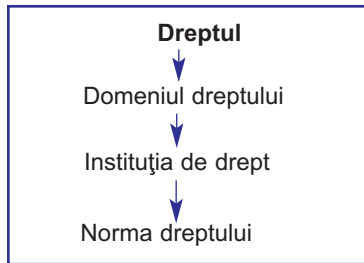 Dreptul
Domeniul dreptului
Instituţia de drept
Norma dreptului